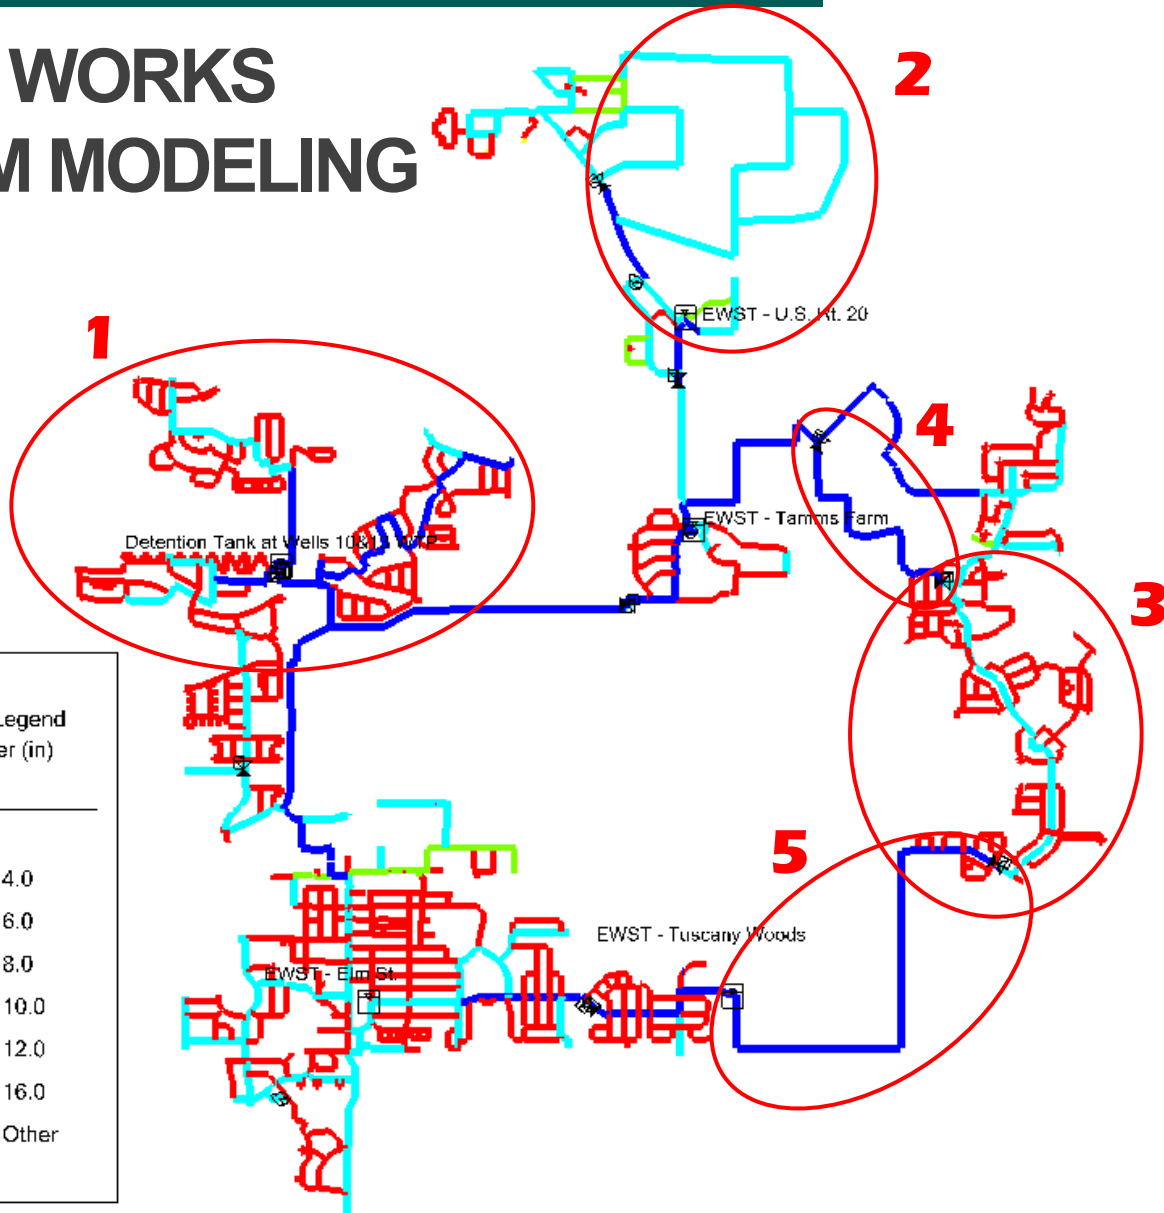 WORKS
M MODELING
2
1
EWST - U.S. Rt. 20
4
EWST - Tamms Farm
Detention Tank at Wells 10&13 WTP
3
Legend
er (in)
5
4.0
6.0
EWST - Tuscany Woods
8.0
EWST - Elm St.
10.0
12.0
16.0
Other